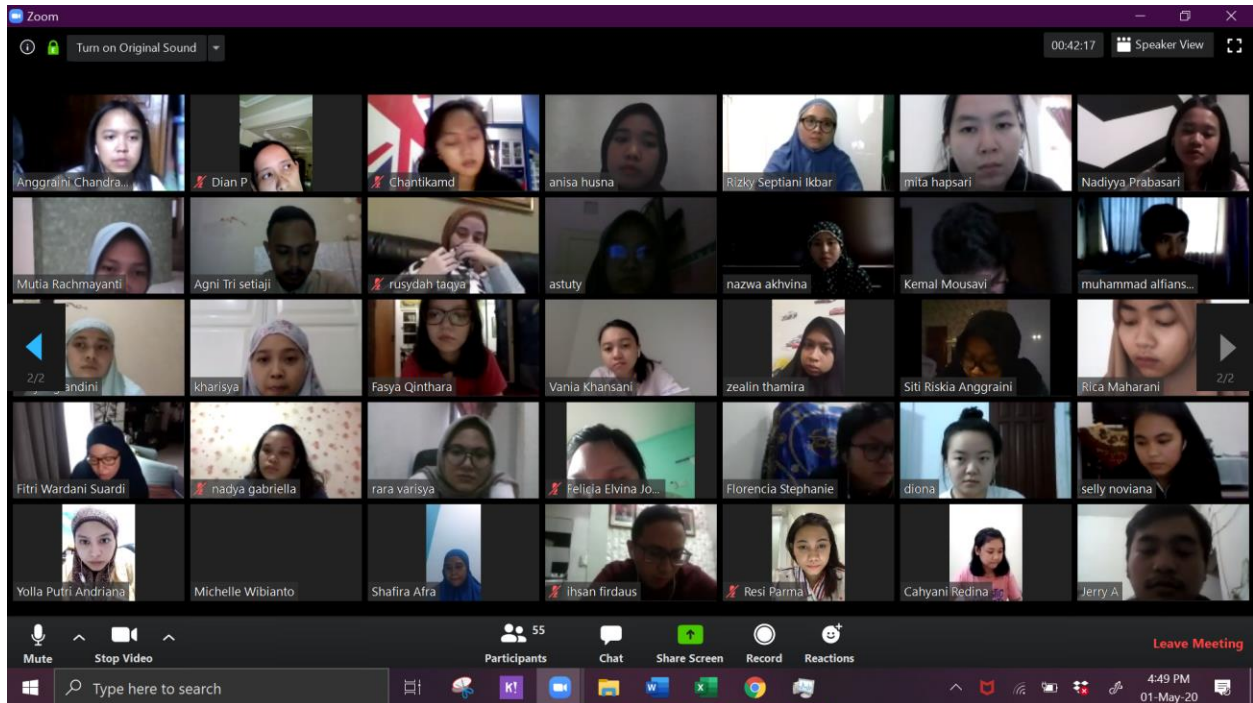 Zoom
Turn on Original Sound
00:42:17
Speaker View
Anggraini Chandra...
Dian P
Chantikamd
anisa husna
Rizky Septiani Ikbar
mita hapsari
Nadiyya Prabasari
Mutia Rachmayanti
Agni Tri setiaji
rusydah taqya
astuty
nazwa akhvina
Kemal Mousavi
muhammad alfians...
2/2
andini
kharisya
Fasya Qinthara
Vania Khansani
zealin thamira
Siti Riskia Anggraini
Rica Maharani
2/2
Fitri Wardani Suardi
nadya gabriella
rara varisya
Felicia Elvina Jo...
Florencia Stephanie
diona
selly noviana
Yolla Putri Andriana
Michelle Wibianto
Shafira Afra
ihsan firdaus
Resi Parma
Cahyani Redina
Jerry A
Mute
Stop Video
55
Participants
Chat
Share Screen
Record
Reactions
Leave Meeting
Type here to search
K!
4:49 PM
01-May-20